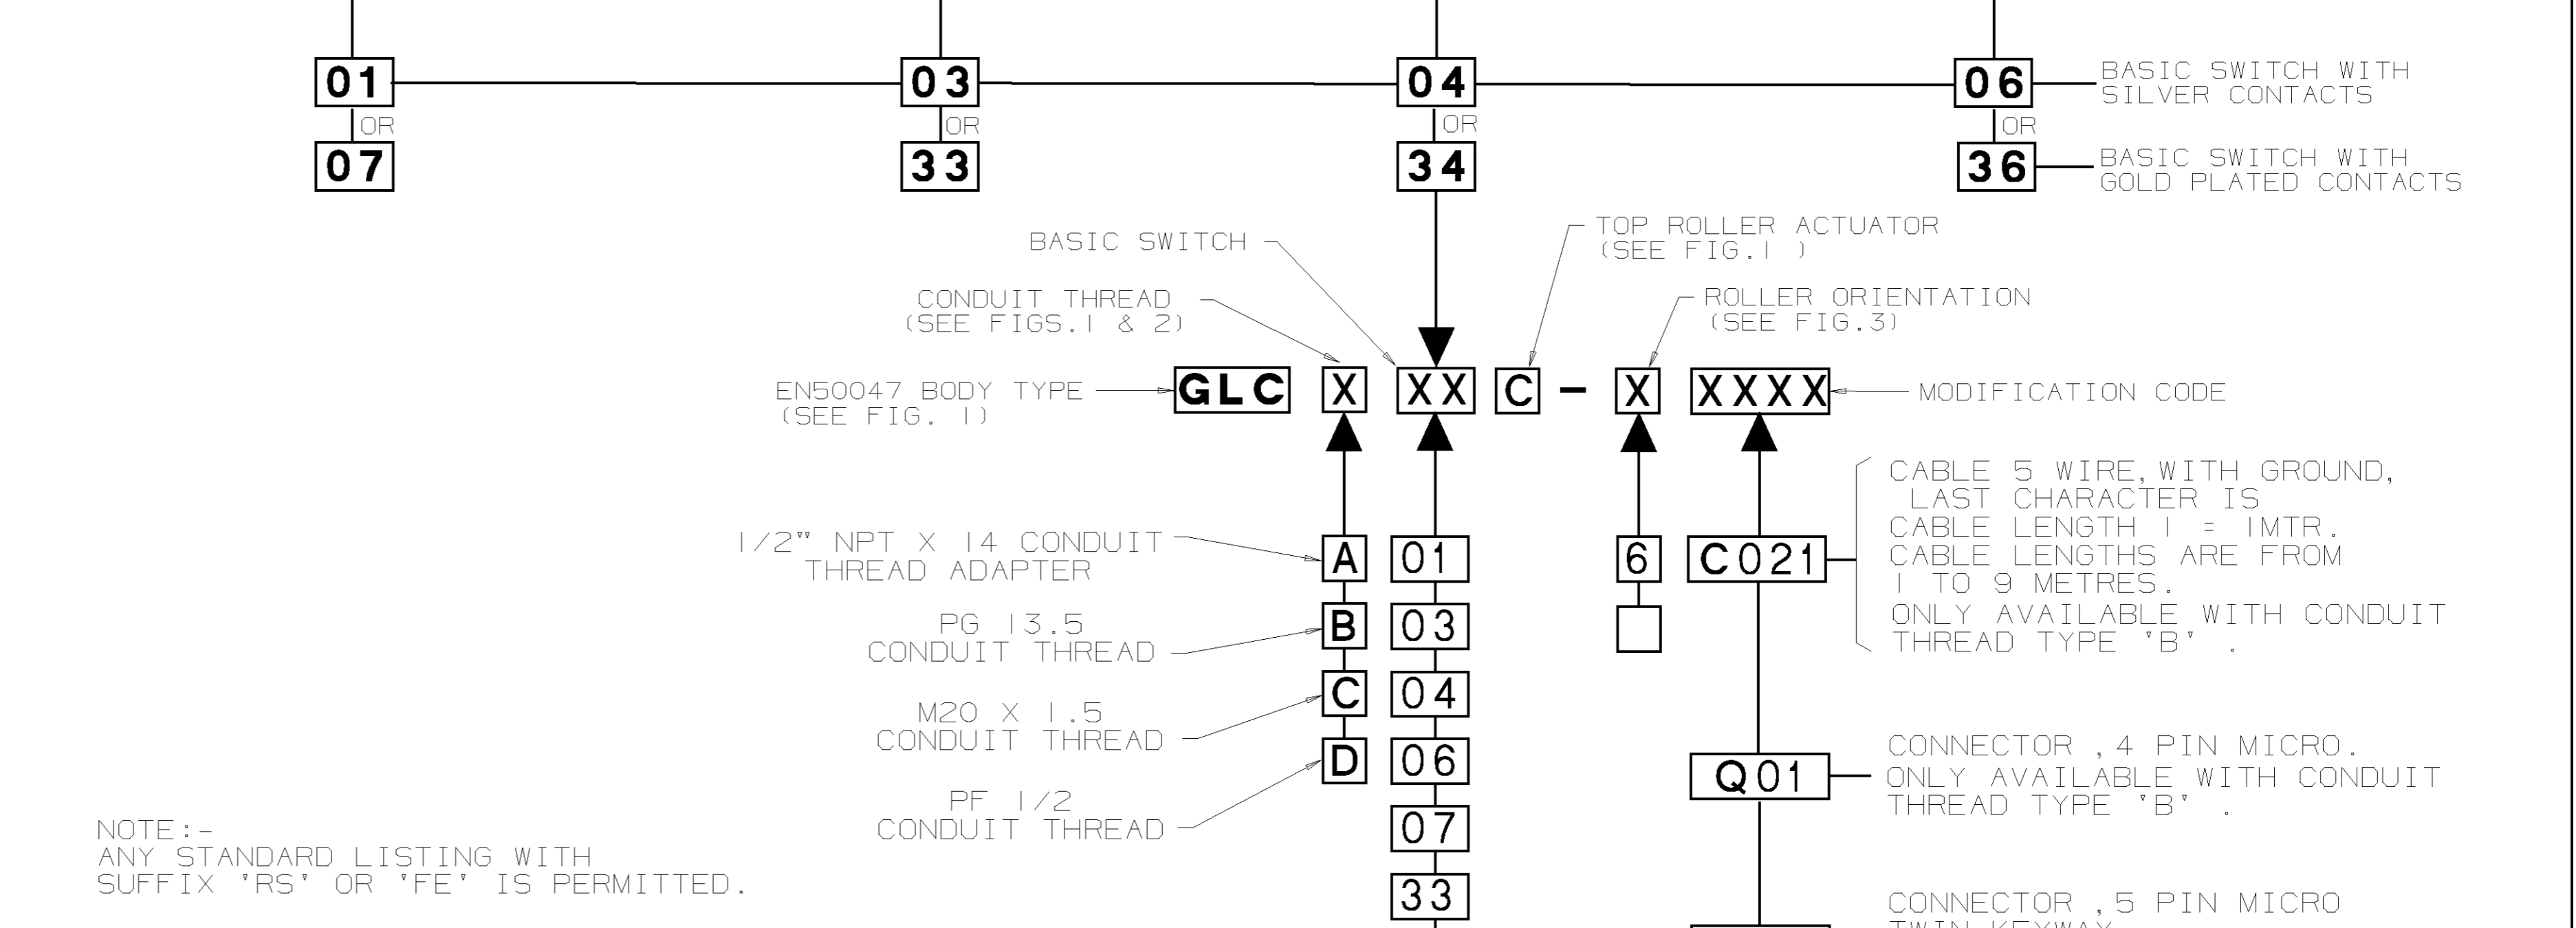 01
03
04
06
BASIC SWITCH WITH
SILVER CONTACTS
OR
OR
OR
OR
07
33
34
36
BASIC SWITCH WITH
GOLD PLATED CONTACTS
BASIC SWITCH
TOP ROLLER ACTUATOR
(SEE FIG.1 )
CONDUIT THREAD
(SEE FIGS.1 & 2)
ROLLER ORIENTATION
(SEE FIG.3)
EN50047 BODY TYPE
(SEE FIG. 1)
GLC X XX C - X XXXX
MODIFICATION CODE
1/2" NPT X 14 CONDUIT
THREAD ADAPTER
A
PG 13.5
CONDUIT THREAD
B
M20 X 1.5
CONDUIT THREAD
C
PF 1/2
CONDUIT THREAD
D
01
03
04
06
07
33
6
C021
CABLE 5 WIRE, WITH GROUND,
LAST CHARACTER IS
CABLE LENGTH 1 = 1MTR.
CABLE LENGTHS ARE FROM
1 TO 9 METRES.
ONLY AVAILABLE WITH CONDUIT
THREAD TYPE 'B' .
Q01
CONNECTOR , 4 PIN MICRO.
ONLY AVAILABLE WITH CONDUIT
THREAD TYPE 'B' .
CONNECTOR , 5 PIN MICRO
TWIN KEYWAY
NOTE:-
ANY STANDARD LISTING WITH
SUFFIX 'RS' OR 'FE' IS PERMITTED.